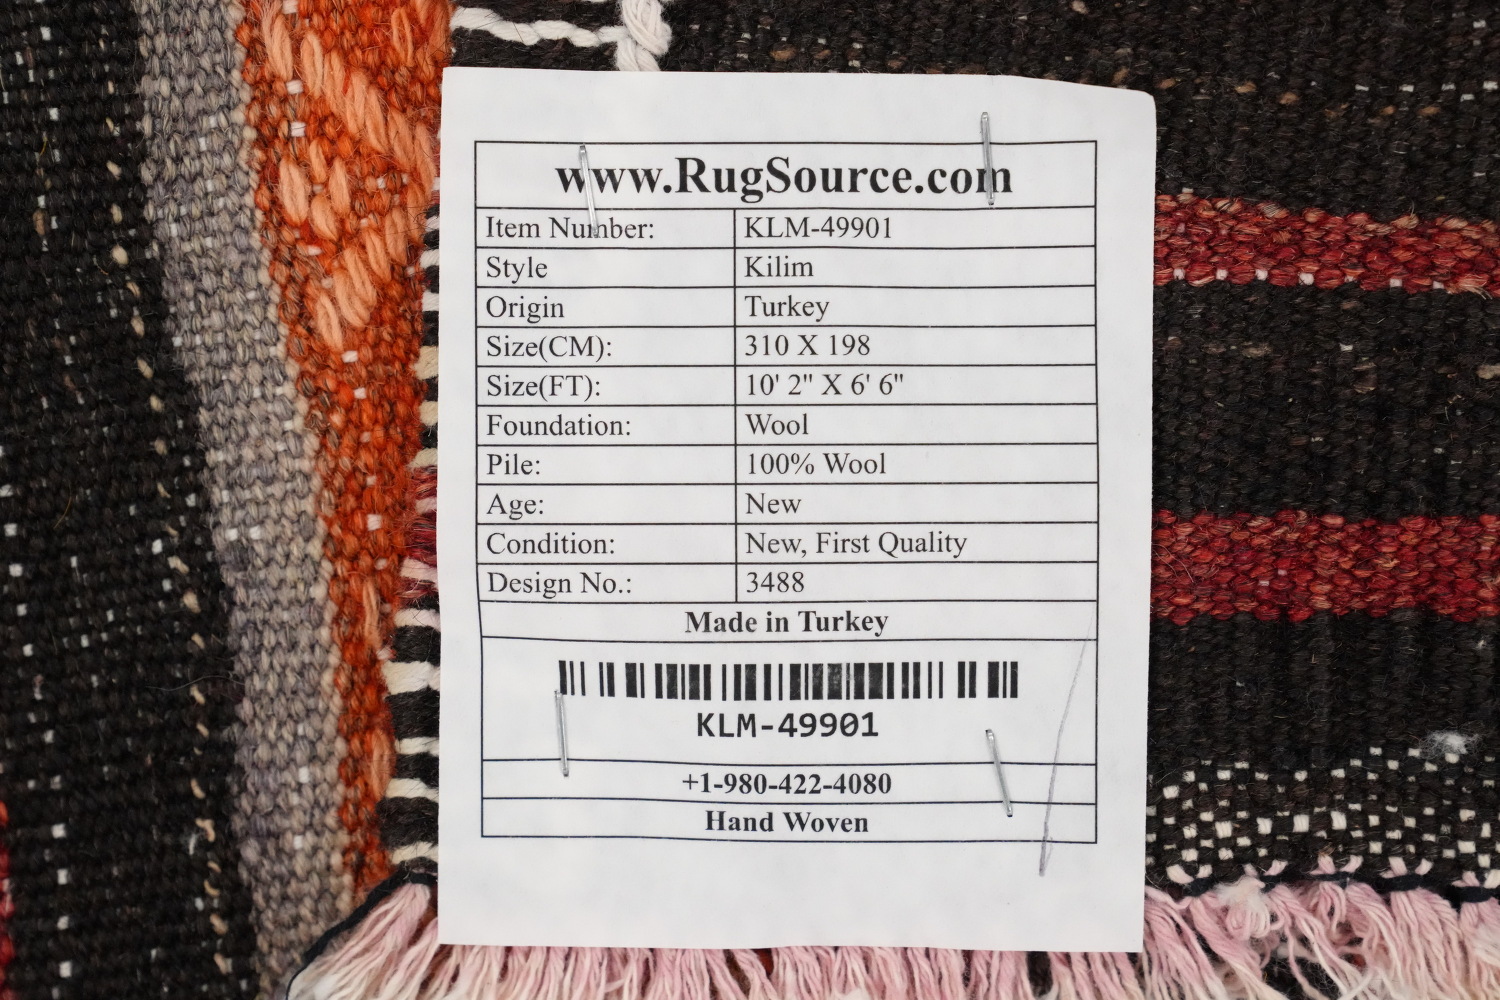 www.RugSource.com
Item Number: KLM-49901
Style Kilim
Origin Turkey
Size(CM): 310 X 198
Size(FT): 10' 2" X 6' 6"
Foundation: Wool
Pile: 100% Wool
Age: New
Condition: New, First Quality
Design No.: 3488
Made in Turkey
KLM-49901
+1-980-422-4080
Hand Woven